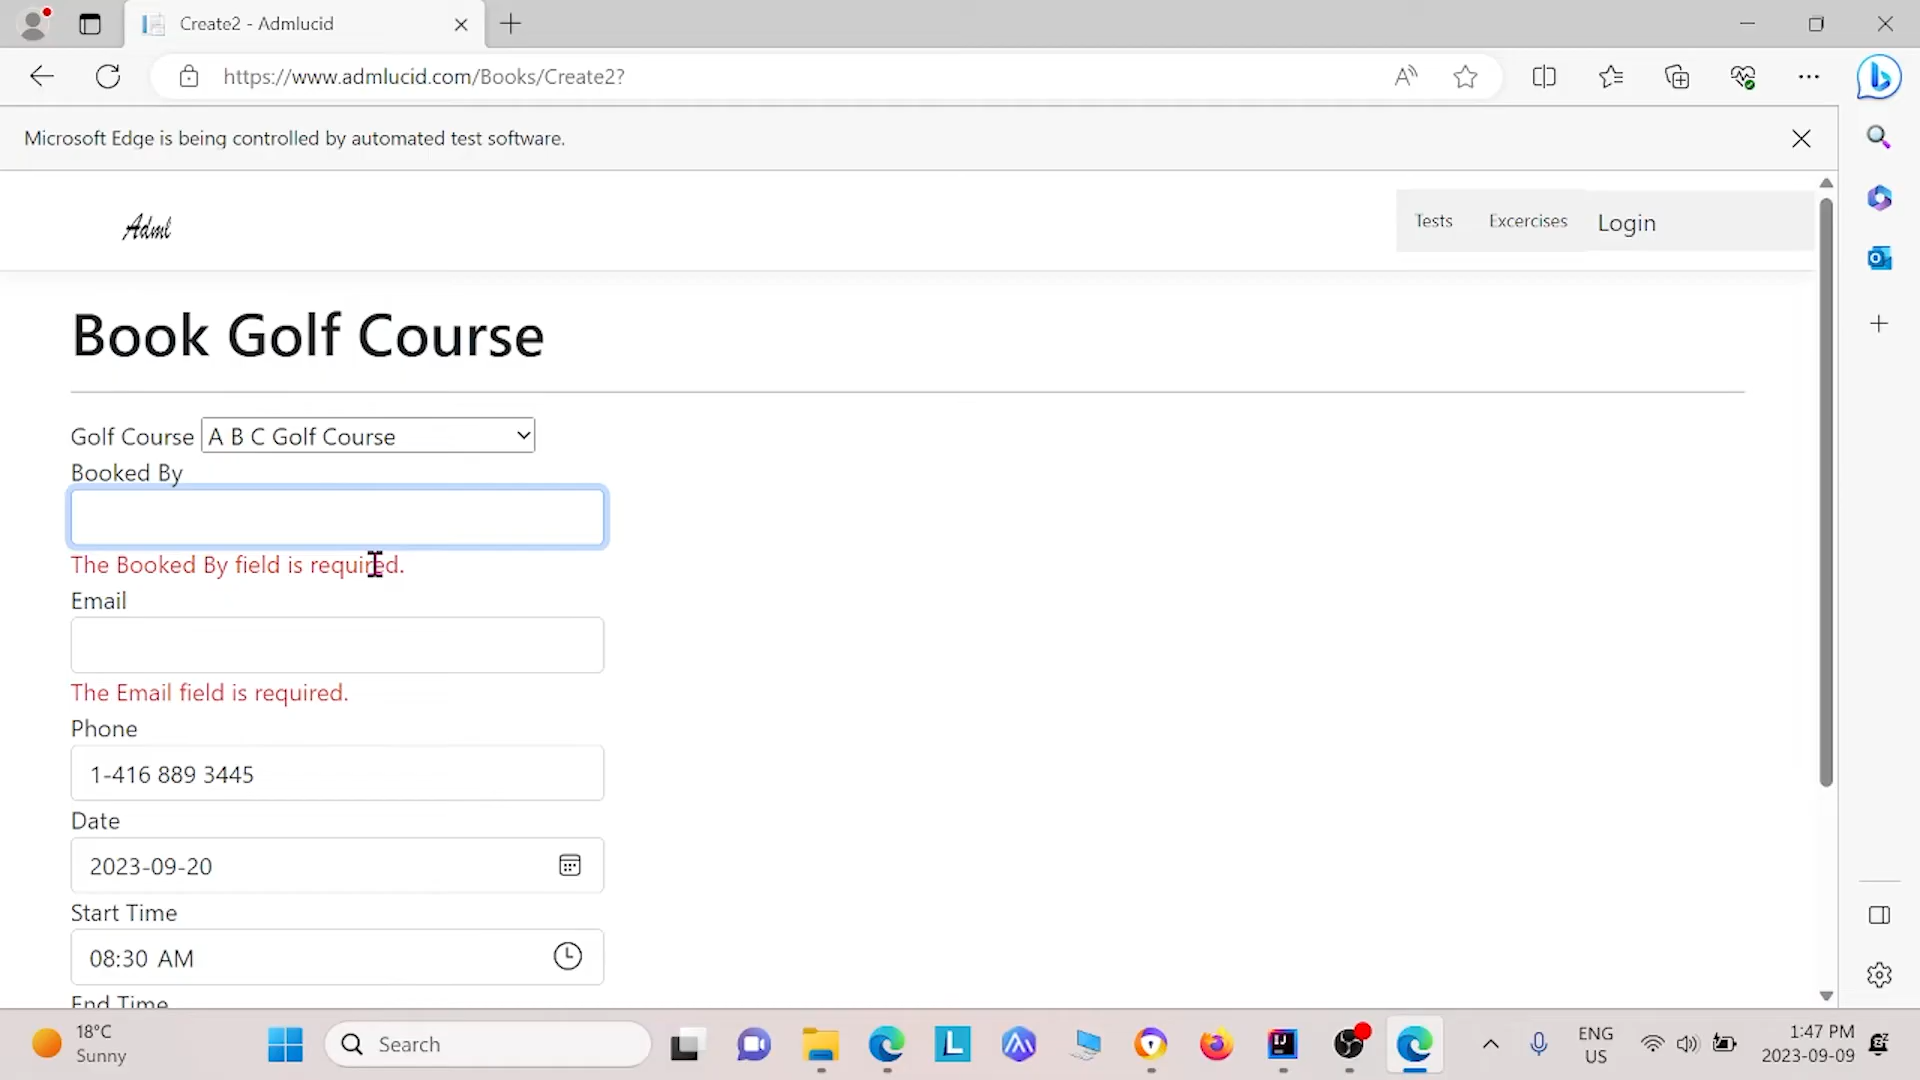 Create2 - Admlucid
https://www.admlucid.com/Books/Create2?
Microsoft Edge is being controlled by automated test software.
Adml
Tests Excercises Login
Book Golf Course
Golf Course A B C Golf Course
Booked By
The Booked By field is required.
Email
The Email field is required.
Phone
1-416 889 3445
Date
2023-09-20
Start Time
08:30 AM
End Time
18°C
Sunny
Search
ENG
US
1:47 PM
2023-09-09